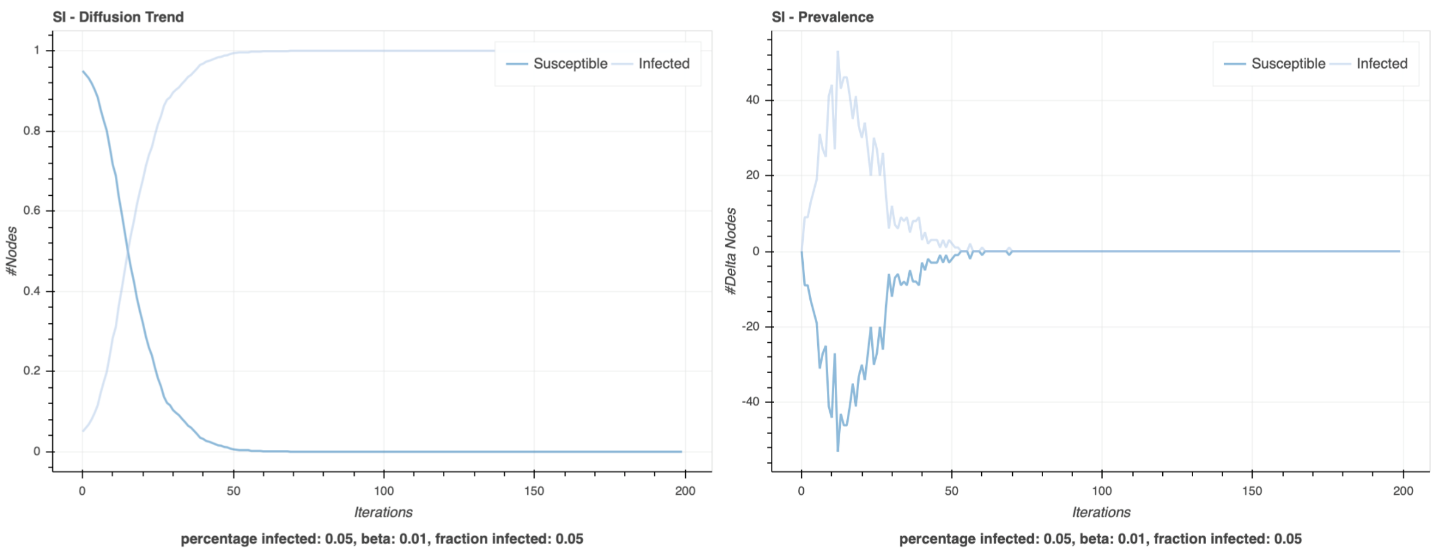 SI - Diffusion Trend
Susceptible
Infected
1
0.8
0.6
0.4
0.2
0
#Nodes
0
50
100
150
200
Iterations
percentage infected: 0.05, beta: 0.01, fraction infected: 0.05
SI - Prevalence
Susceptible
Infected
40
20
0
-20
-40
#Delta Nodes
0
50
100
150
200
Iterations
percentage infected: 0.05, beta: 0.01, fraction infected: 0.05